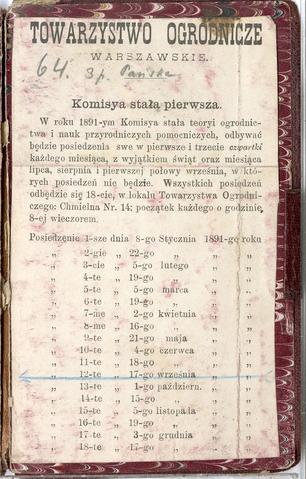 TOWARZYSTWO OGRODNICZE
WARSZAWSKIE.
64. 3 p. Pańska
Komisya stała pierwsza.
W roku 1891-ym Komisya stała teoryi ogrodnic-
twa i nauk przyrodniczych pomocniczych, odbywać
będzie posiedzenia swe w pierwsze i trzecie czwartki
każdego miesiąca, z wyjątkiem świąt oraz miesiąca
lipca, sierpnia i pierwszej połowy września, w któ-
rych posiedzeń nie będzie. Wszystkich posiedzeń
odbędzie się 18-cie, w lokalu Towarzystwa Ogrodni-
czego: Chmielna Nr. 14; początek każdego o godzinie
8-ej wieczorem.
Posiedzenie 1-sze dnia 8-go Stycznia 1891-go roku
„ 2-gie „ 22-go „ „
„ 3-cie „ 5-go lutego „
„ 4-te „ 19-go „ „
„ 5-te „ 5-go marca „
„ 6-te „ 19-go „ „
„ 7-me „ 2-go kwietnia „
„ 8-me „ 16-go „ „
„ 9-te „ 21-go maja „
„ 10-te „ 4-go czerwca „
„ 11-te „ 18-go „ „
„ 12-te „ 17-go września „
„ 13-te „ 1-go październ. „
„ 14-te „ 15-go „ „
„ 15-te „ 5-go listopada „
„ 16-te „ 19-go „ „
„ 17-te „ 3-go grudnia „
„ 18-te „ 17-go „ „